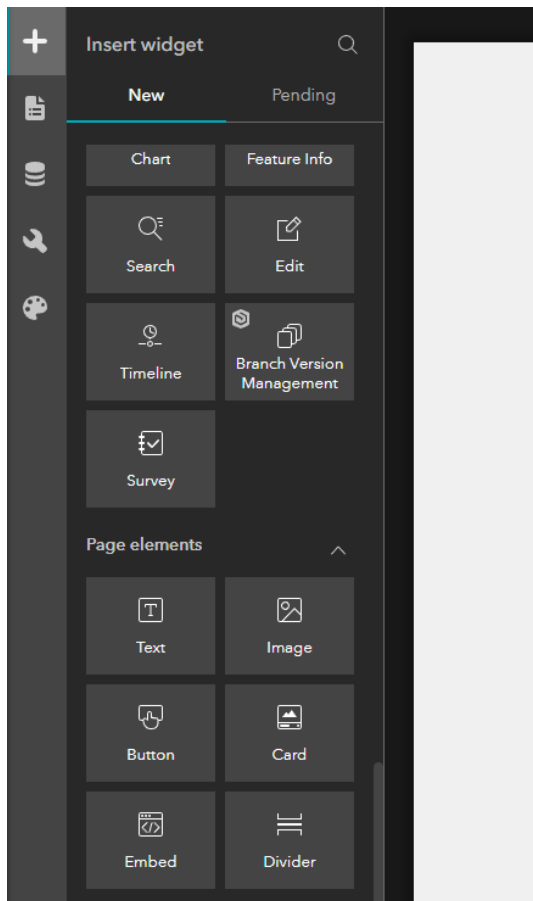 Insert widget
New Pending
Chart Feature Info
Search Edit
Timeline Branch Version
Management
Survey
Page elements
Text Image
Button Card
Embed Divider